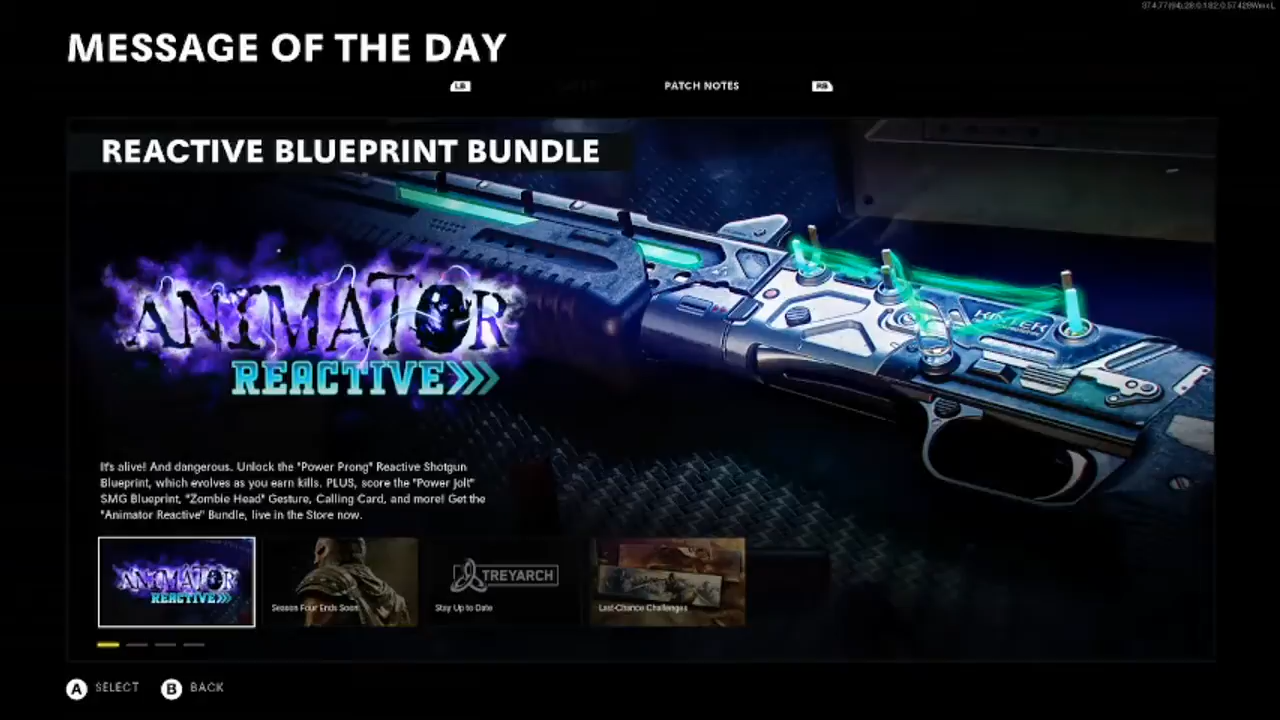 MESSAGE OF THE DAY
LB
PATCH NOTES
RB
REACTIVE BLUEPRINT BUNDLE
ANIMATOR
REACTIVE
It's alive! And dangerous. Unlock the "Power Prong" Reactive Shotgun
Blueprint, which evolves as you earn kills. PLUS, score the "Power Jolt"
SMG Blueprint, "Zombie Head" Gesture, Calling Card, and more! Get the
"Animator Reactive" Bundle, live in the Store now.
ANIMATOR
REACTIVE
Season Four Ends Soon
TREYARCH
Stay Up to Date
Last-Chance Challenges
A SELECT B BACK